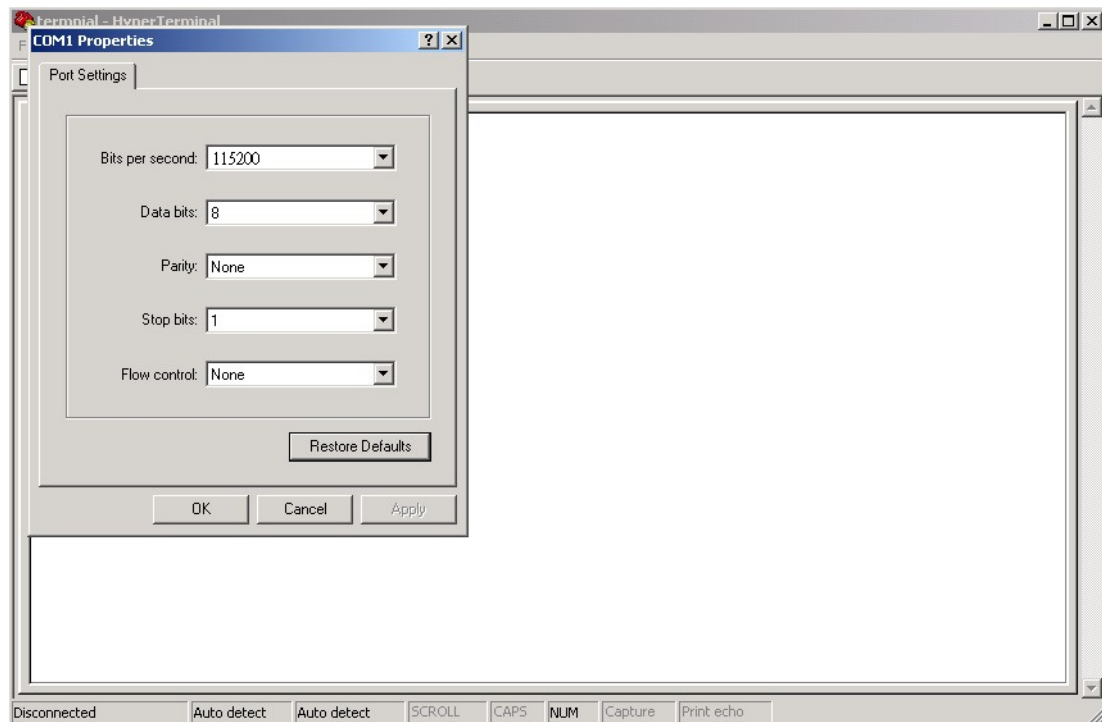 termnial - HyperTerminal
COM1 Properties
F
Port Settings
Bits per second: 115200
Data bits: 8
Parity: None
Stop bits: 1
Flow control: None
Restore Defaults
OK Cancel Apply
Disconnected Auto detect Auto detect SCROLL CAPS NUM Capture Print echo